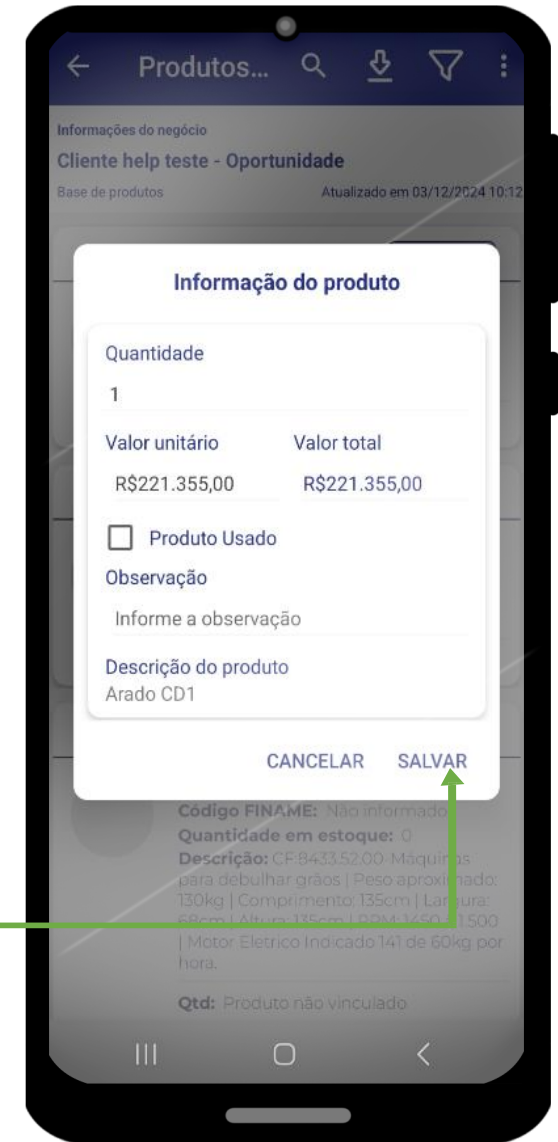 Produtos...
Informações do negócio
Cliente help teste - Oportunidade
Base de produtos Atualizado em 03/12/2024 10:12
Informação do produto
Quantidade
1
Valor unitário Valor total
R$221.355,00 R$221.355,00
Produto Usado
Observação
Informe a observação
Descrição do produto
Arado CD1
CANCELAR SALVAR
Código FINAME: Não informado
Quantidade em estoque: 0
Descrição: CF:8433.52.00-Máquinas
para debulhar grãos | Peso aproximado:
130kg | Comprimento: 135cm | Largura:
68cm | Altura: 135cm | RPM: 1450 1.500
| Motor Eletrico Indicado 141 de 60kg por
hora.
Qtd: Produto não vinculado